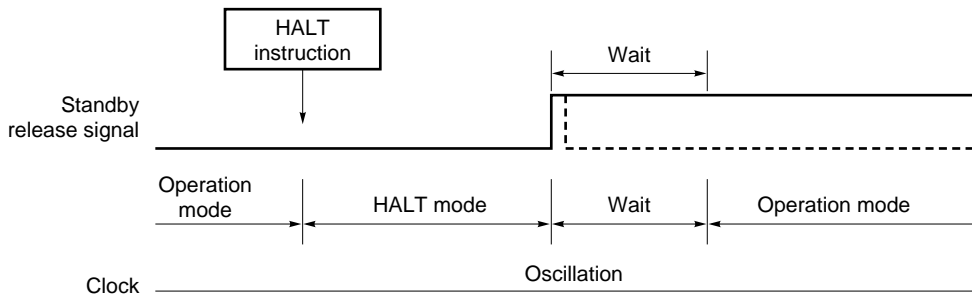 HALT
instruction
Wait
Standby
release signal
Operation
mode
HALT mode
Wait
Operation mode
Oscillation
Clock